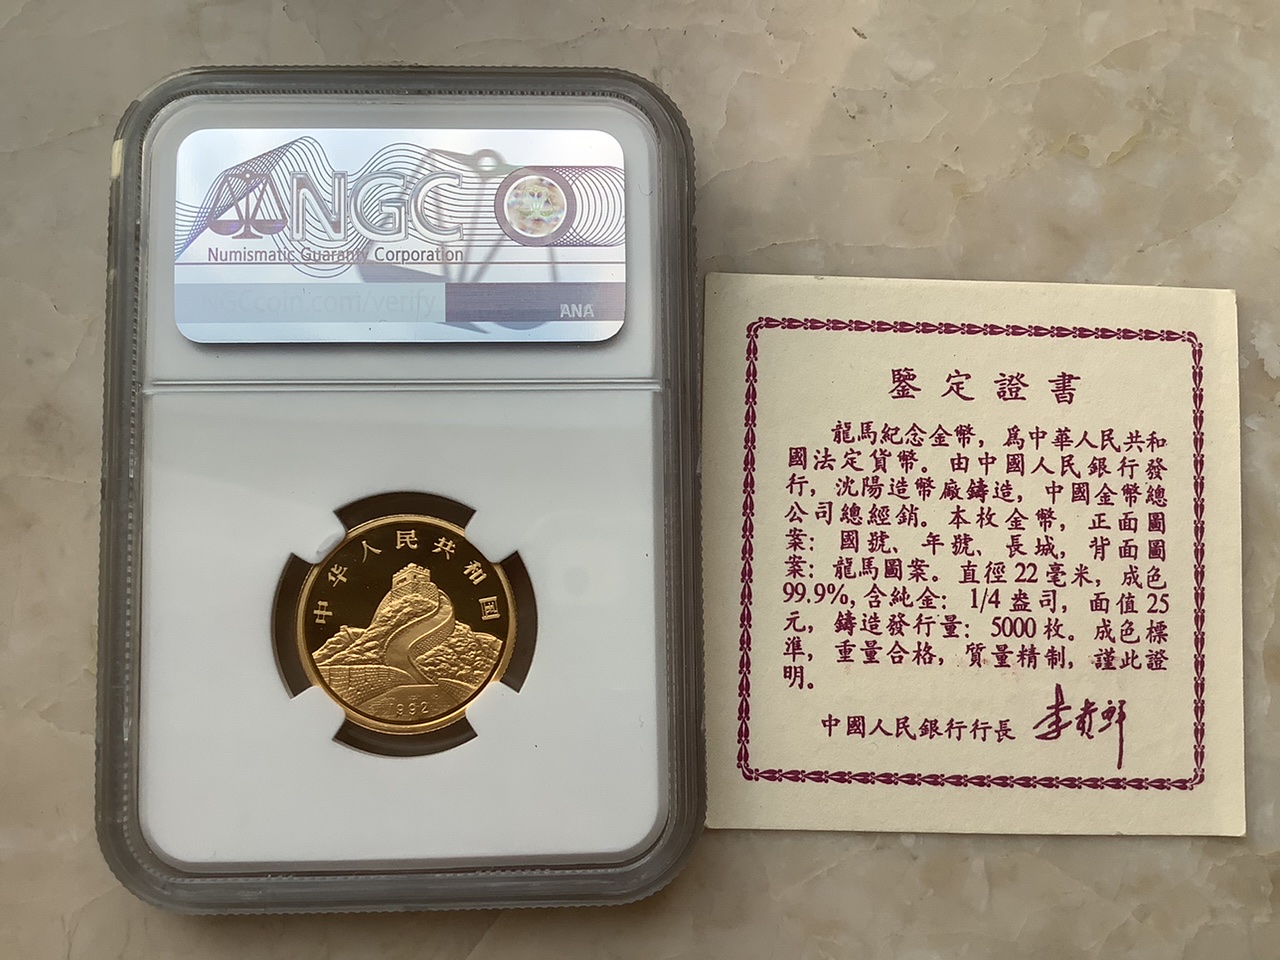 NGC
Numismatic Guaranty Corporation
NGCcoin.com/verify
ANA
中华人民共和国
1992
鑒定證書
龍馬紀念金幣，爲中華人民共和
國法定貨幣。由中國人民銀行發
行，沈陽造幣廠鑄造，中國金幣總
公司總經銷。本枚金幣，正面圖
案：國號、年號、長城，背面圖
案：龍馬圖案。直徑22毫米，成色
99.9%，含純金：1/4盎司，面值25
元，鑄造發行量：5000枚。成色標
準，重量合格，質量精制，謹此證
明。
中國人民銀行行長 李貴鮮